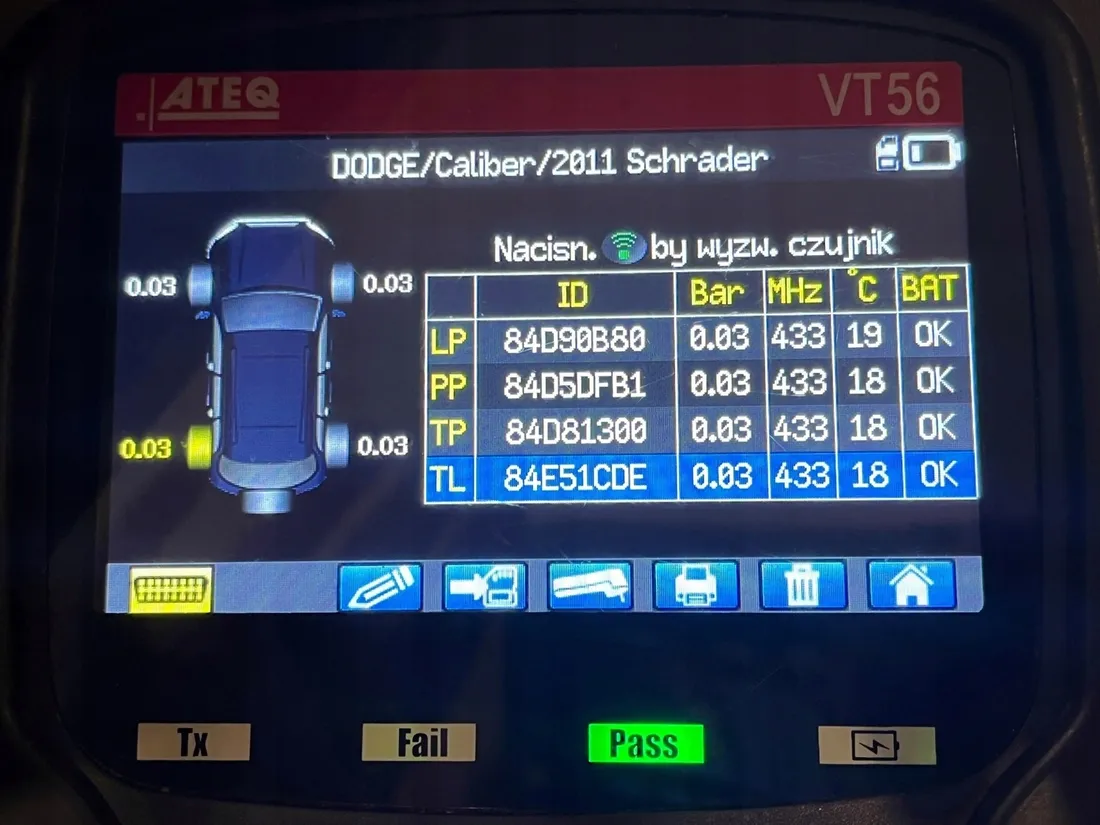 ATEQ VT56
DODGE/Caliber/2011 Schrader
Nacisn. by wyzw. czujnik
0.03 0.03
ID Bar MHz °C BAT
LP 84D90B80 0.03 433 19 OK
PP 84D5DFB1 0.03 433 18 OK
TP 84D81300 0.03 433 18 OK
0.03 0.03
TL 84E51CDE 0.03 433 18 OK
Tx Fail Pass